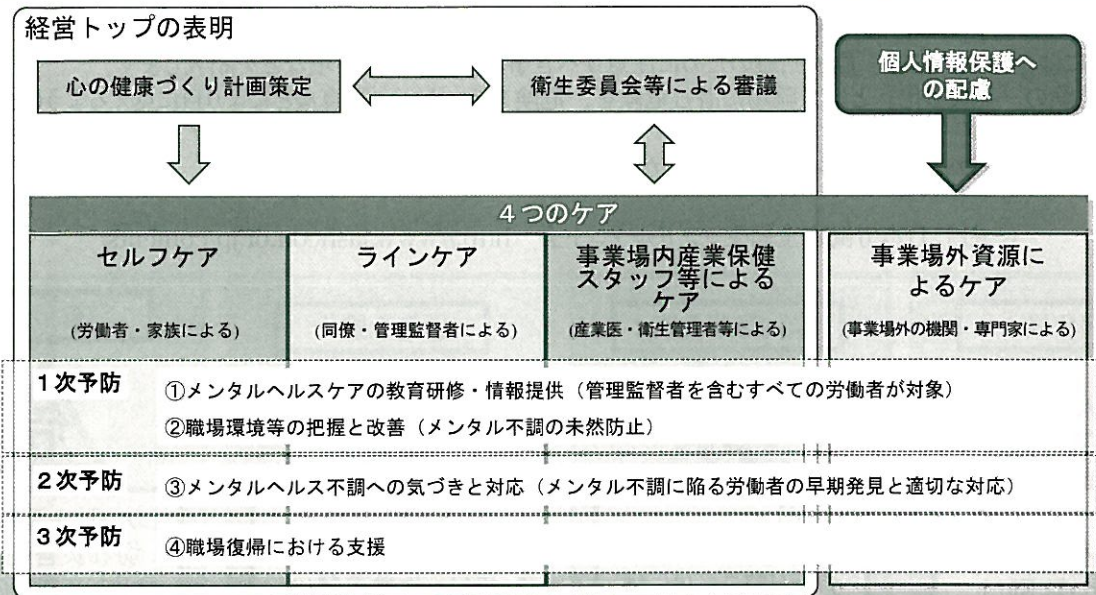 経営トップの表明
心の健康づくり計画策定
衛生委員会等による審議
個人情報保護へ
の配慮
4つのケア
セルフケア
(労働者・家族による)
ラインケア
(同僚・管理監督者による)
事業場内産業保健
スタッフ等による
ケア
(産業医・衛生管理者等による)
事業場外資源に
よるケア
(事業場外の機関・専門家による)
1次予防
①メンタルヘルスケアの教育研修・情報提供（管理監督者を含むすべての労働者が対象）
②職場環境等の把握と改善（メンタル不調の未然防止）
2次予防
③メンタルヘルス不調への気づきと対応（メンタル不調に陥る労働者の早期発見と適切な対応）
3次予防
④職場復帰における支援